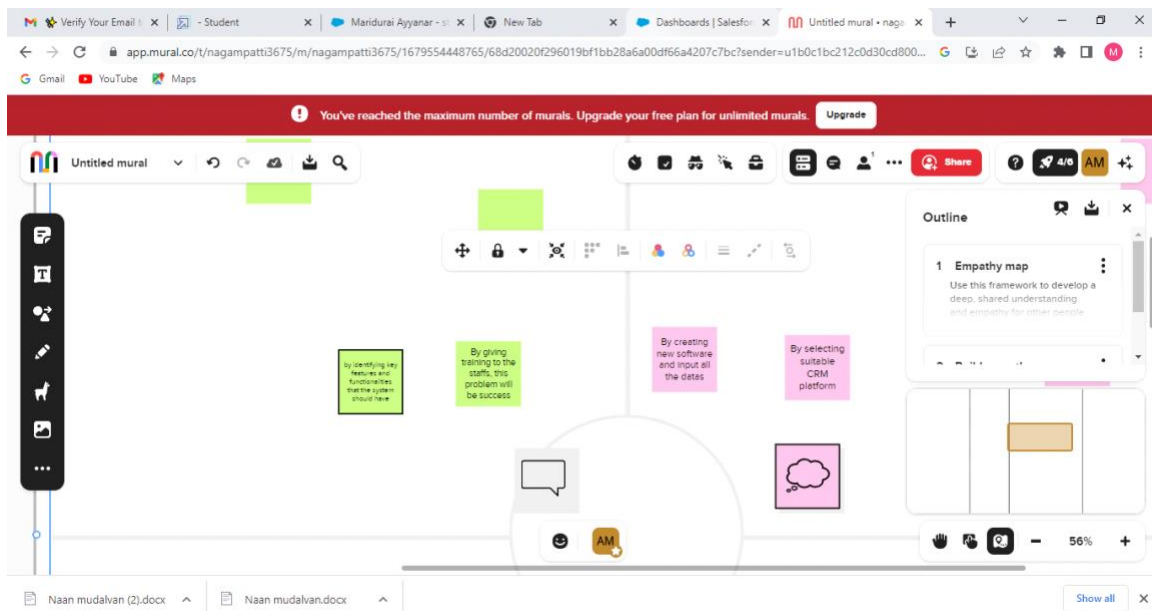 Verify Your Email t
- Student
Maridurai Ayyanar - s
New Tab
Dashboards | Salesfor
Untitled mural • naga
app.mural.co/t/nagampatti3675/m/nagampatti3675/1679554448765/68d20020f296019bf1bb28a6a00df66a4207c7bc?sender=u1b0c1bc212c0d30cd800...
M
Gmail
YouTube
Maps
You've reached the maximum number of murals. Upgrade your free plan for unlimited murals.
Upgrade
Untitled mural
1
Share
4/6
AM
Outline
1 Empathy map
Use this framework to develop a
deep, shared understanding
and empathy for other people
by identifying key
features and
functionalities
that the system
should have
By giving
training to the
staffs, this
problem will
be success
By creating
new software
and input all
the datas
By selecting
suitable
CRM
platform
AM
56%
Naan mudalvan (2).docx
Naan mudalvan.docx
Show all